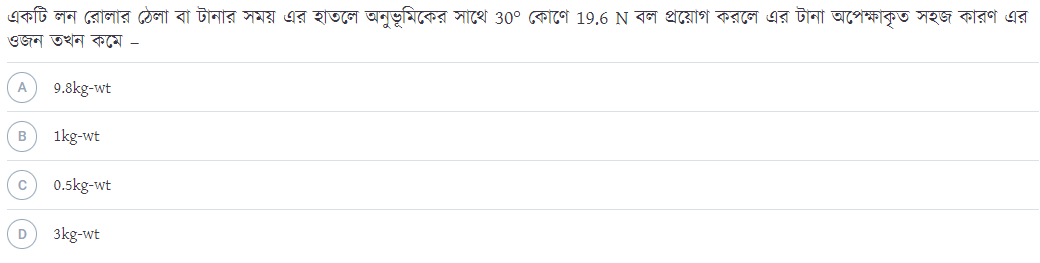 একটি লন রোলার ঠেলা বা টানার সময় এর হাতলে অনুভূমিকের সাথে 30° কোণে 19.6 N বল প্রয়োগ করলে এর টানা অপেক্ষাকৃত সহজ কারণ এর
ওজন তখন কমে –
A 9.8kg-wt
B 1kg-wt
C 0.5kg-wt
D 3kg-wt